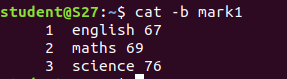 student@S27:~$ cat -b mark1
     1  english 67
     2  maths 69
     3  science 76